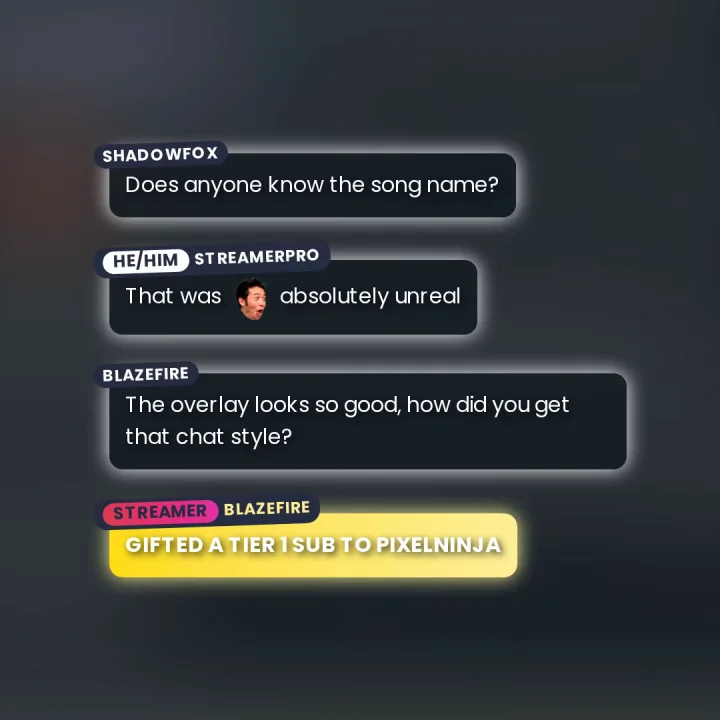 SHADOWFOX
Does anyone know the song name?
HE/HIM STREAMERPRO
That was absolutely unreal
BLAZEFIRE
The overlay looks so good, how did you get
that chat style?
STREAMER BLAZEFIRE
GIFTED A TIER 1 SUB TO PIXELNINJA